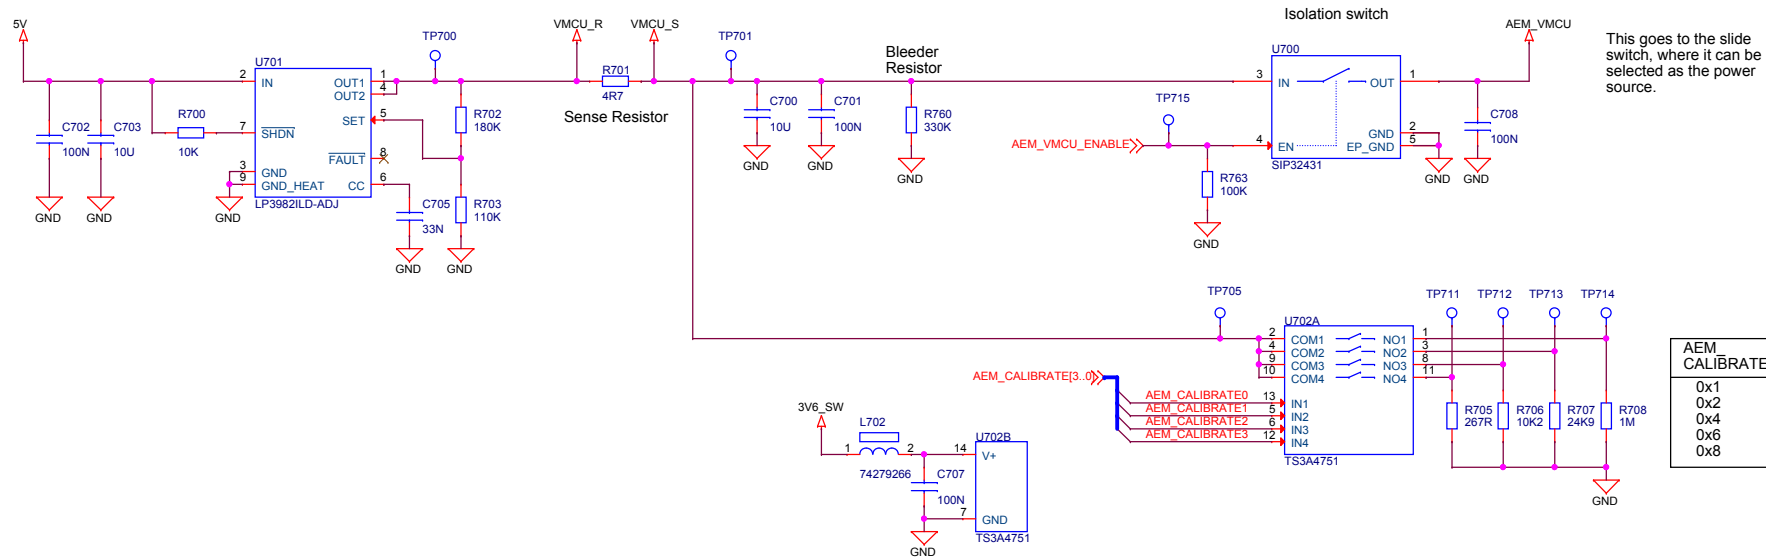 Isolation switch
5V
VMCU_R
VMCU_S
AEM_VMCU
TP700
TP701
This goes to the slide
switch, where it can be
selected as the power
source.
U701
Bleeder
Resistor
U700
2
IN
OUT1
1
OUT2
4
R701
4R7
3
IN
OUT
1
Sense Resistor
R700
10K
7
SHDN
SET
5
R702
180K
C700
10U
C701
100N
R760
330K
TP715
C702
100N
C703
10U
FAULT
8
AEM_VMCU_ENABLE
4
EN
GND
2
EP_GND
5
C708
100N
SIP32431
3
GND
9
GND_HEAT
CC
6
LP3982ILD-ADJ
C705
33N
R703
110K
R763
100K
GND
GND
GND
GND
GND
GND
GND
GND
GND
GND
GND
GND
TP705
TP711
TP712
TP713
TP714
U702A
2
COM1
NO1
1
4
COM2
NO2
3
9
COM3
NO3
8
10
COM4
NO4
11
AEM_CALIBRATE[3..0]
AEM_CALIBRATE0
13
IN1
AEM_CALIBRATE1
5
IN2
AEM_CALIBRATE2
6
IN3
AEM_CALIBRATE3
12
IN4
TS3A4751
R705
267R
R706
10K2
R707
24K9
R708
1M
GND
AEM_
CALIBRATE
0x1
0x2
0x4
0x6
0x8
3V6_SW
L702
1
2
74279266
U702B
14
V+
C707
100N
7
GND
TS3A4751
GND